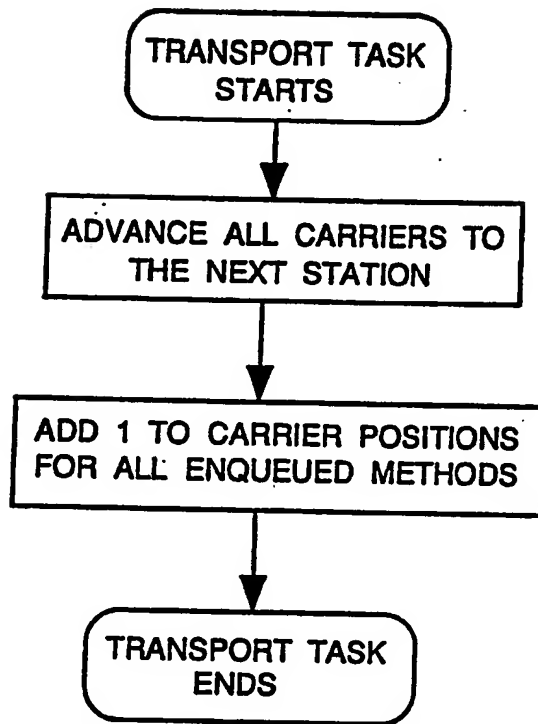 TRANSPORT TASK
STARTS
ADVANCE ALL CARRIERS TO
THE NEXT STATION
ADD 1 TO CARRIER POSITIONS
FOR ALL ENQUEUED METHODS
TRANSPORT TASK
ENDS